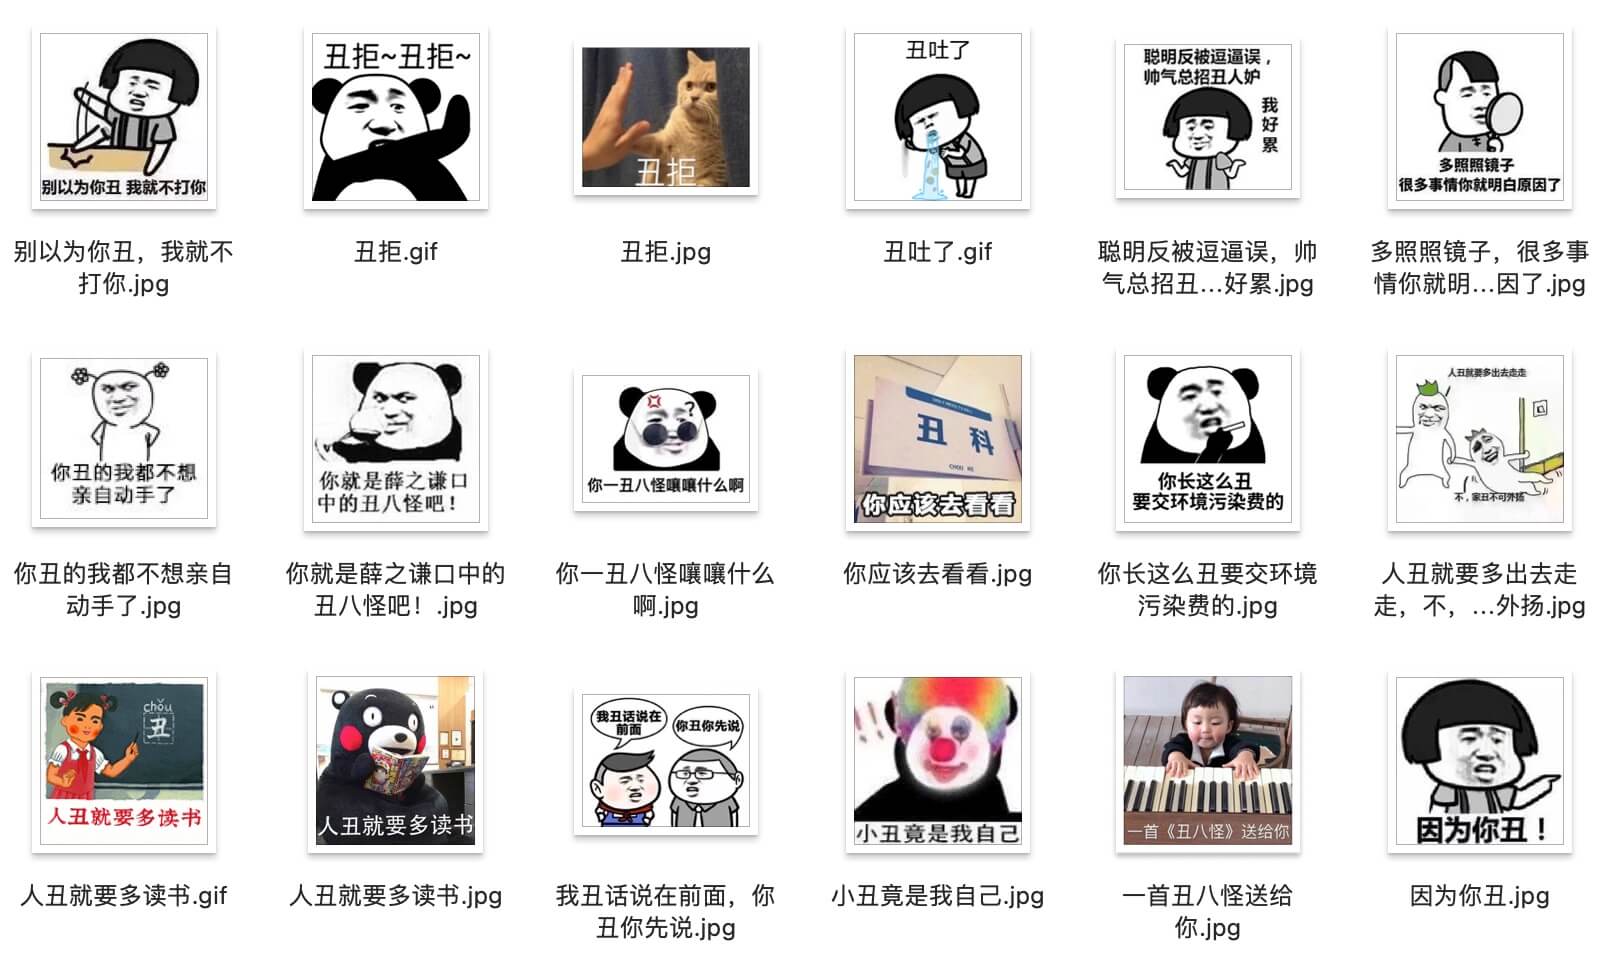 别以为你丑 我就不打你
丑拒~丑拒~
丑拒
丑吐了
聪明反被逗逼误，
帅气总招丑人妒
我好累
多照照镜子
很多事情你就明白原因了
别以为你丑，我就不
打你.jpg
丑拒.gif
丑拒.jpg
丑吐了.gif
聪明反被逗逼误，帅
气总招丑...好累.jpg
多照照镜子，很多事
情你就明...因了.jpg
你丑的我都不想
亲自动手了
你就是薛之谦口
中的丑八怪吧！
?
你一丑八怪嚷嚷什么啊
丑 科
CHOU KE
你应该去看看
你长这么丑
要交环境污染费的
人丑就要多出去走走
不，家丑不可外扬
你丑的我都不想亲自
动手了.jpg
你就是薛之谦口中的
丑八怪吧！.jpg
你一丑八怪嚷嚷什么
啊.jpg
你应该去看看.jpg
你长这么丑要交环境
污染费的.jpg
人丑就要多出去走
走，不，...外扬.jpg
chǒu
丑
人丑就要多读书
人丑就要多读书
我丑话说在
前面
你丑你先说
小丑竟是我自己
一首《丑八怪》送给你
因为你丑！
人丑就要多读书.gif
人丑就要多读书.jpg
我丑话说在前面，你
丑你先说.jpg
小丑竟是我自己.jpg
一首丑八怪送给
你.jpg
因为你丑.jpg